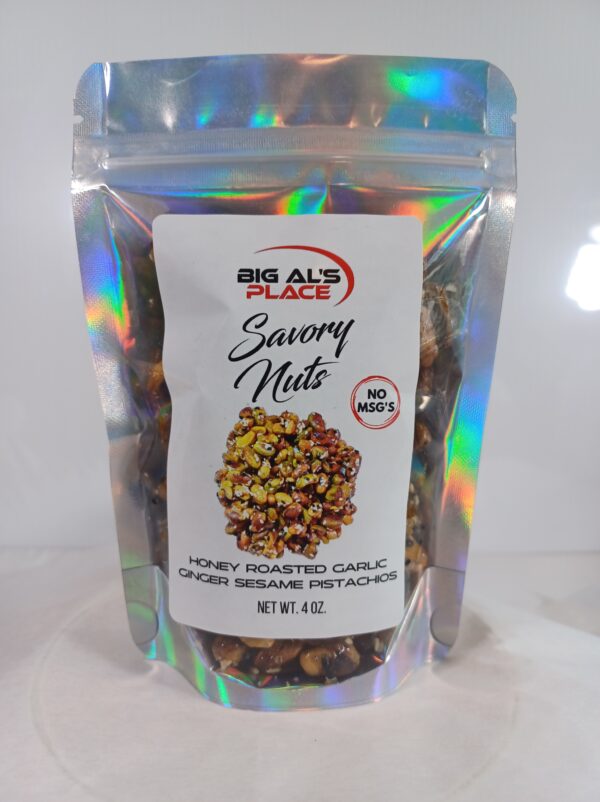 BIG AL'S
PLACE
Savory
Nuts
NO
MSG'S
HONEY ROASTED GARLIC
GINGER SESAME PISTACHIOS
NET WT. 4 OZ.